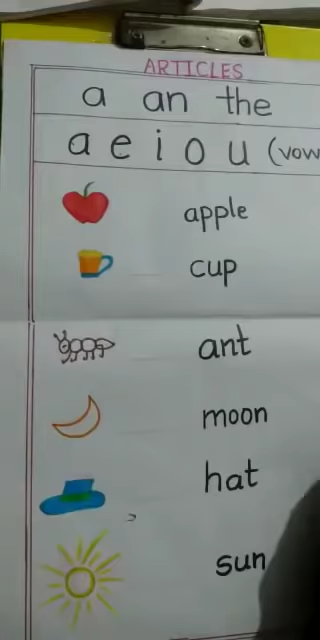 ARTICLES
a an the
a e i o u (vow
apple
cup
ant
moon
hat
sun